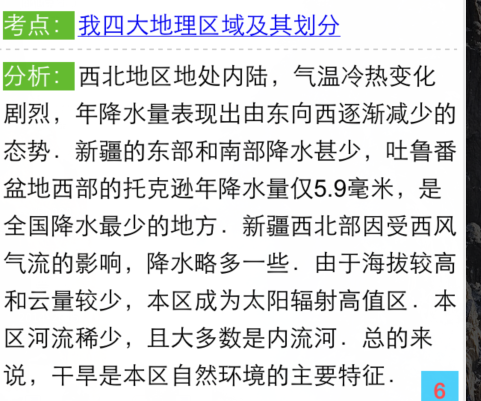 考点： 我四大地理区域及其划分
分析： 西北地区地处内陆，气温冷热变化
剧烈，年降水量表现出由东向西逐渐减少的
态势．新疆的东部和南部降水甚少，吐鲁番
盆地西部的托克逊年降水量仅5.9毫米，是
全国降水最少的地方．新疆西北部因受西风
气流的影响，降水略多一些．由于海拔较高
和云量较少，本区成为太阳辐射高值区．本
区河流稀少，且大多数是内流河．总的来
说，干旱是本区自然环境的主要特征．
6